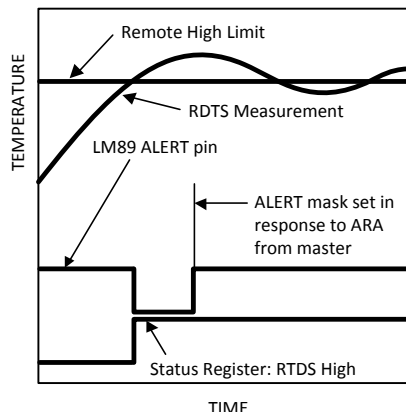 Remote High Limit
RDTS Measurement
LM89 ALERT pin
TEMPERATURE
ALERT mask set in
response to ARA
from master
Status Register: RTDS High
TIME